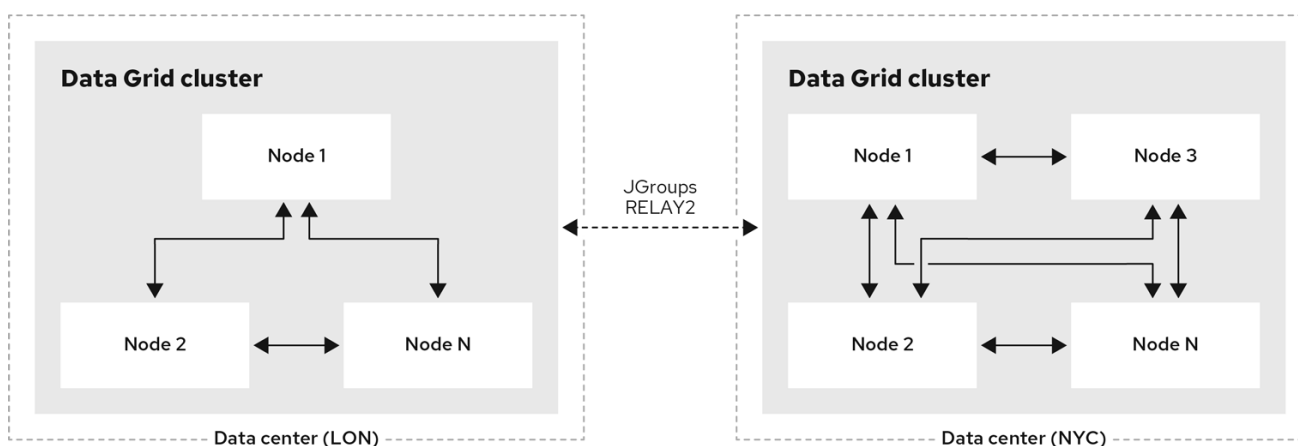 Data Grid cluster
Node 1
Node 2
Node N
Data center (LON)
JGroups
RELAY2
Data Grid cluster
Node 1
Node 3
Node 2
Node N
Data center (NYC)